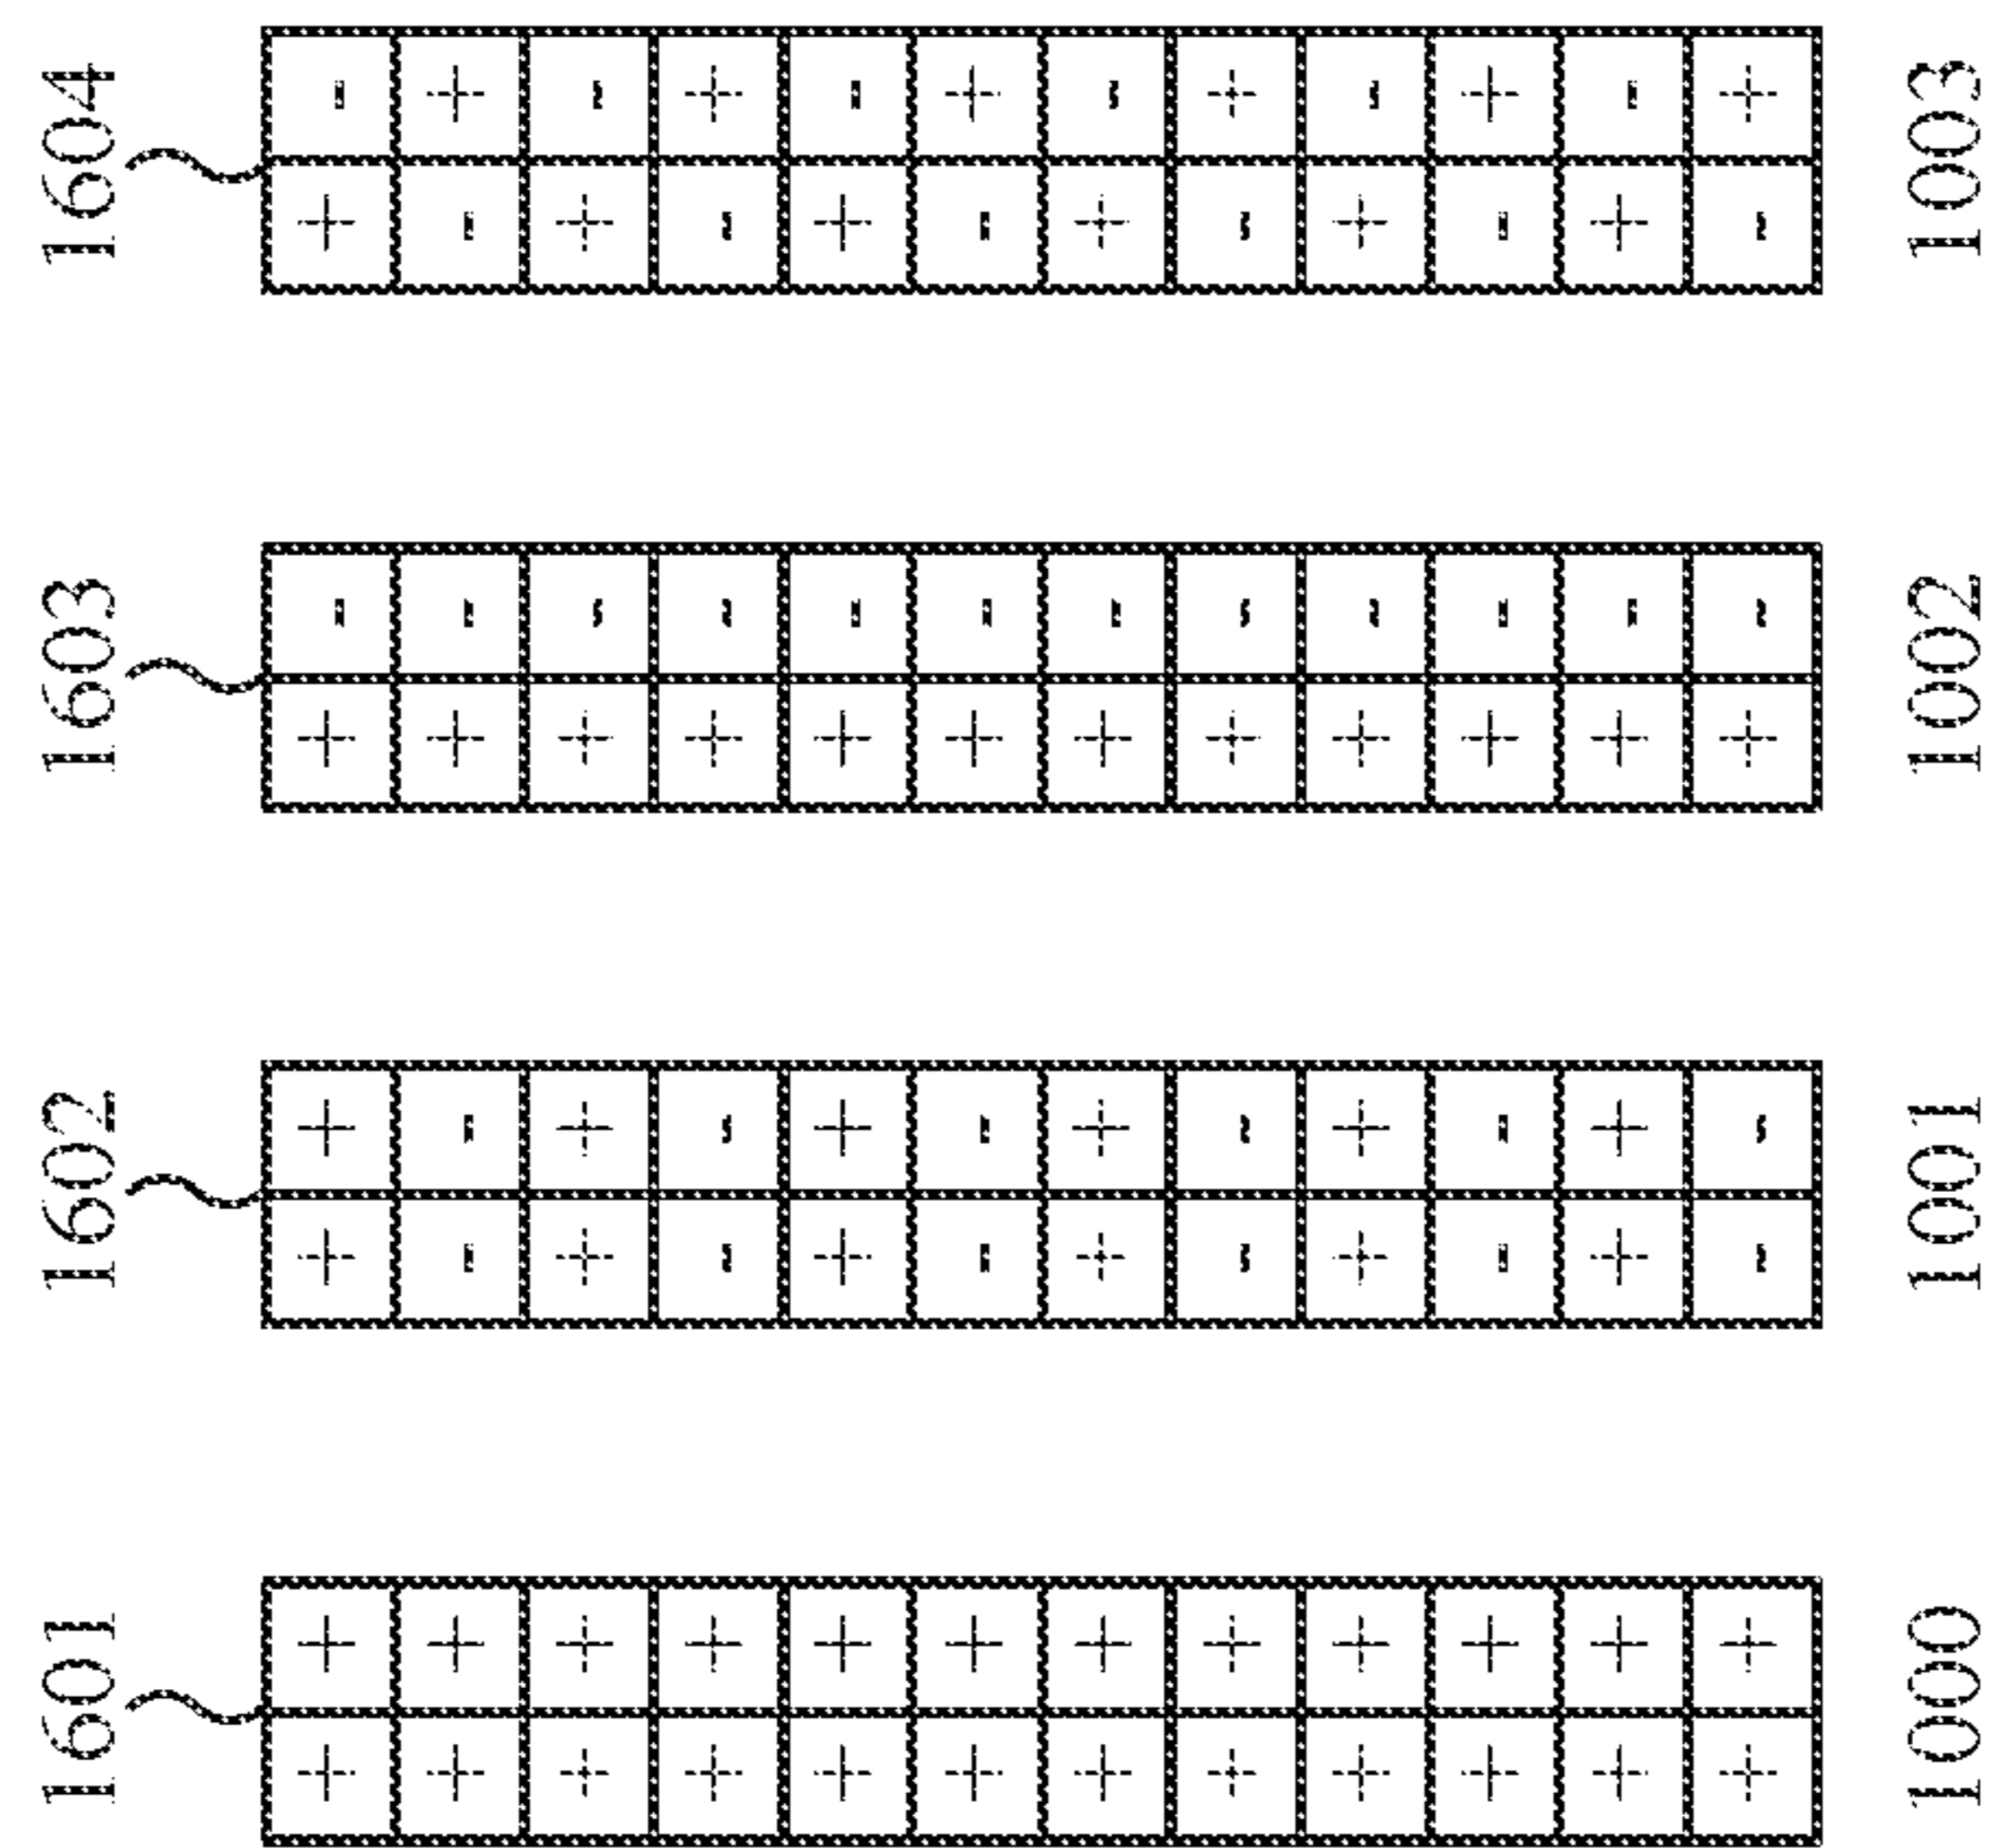 1601 1602 1603 1604
+ + + + + - + -
+ + - - + - - +
+ + + + + - + -
+ + - - + - - +
+ + + + + - + -
+ + - - + - - +
+ + + + + - + -
+ + - - + - - +
+ + + + + - + -
+ + - - + - - +
+ + + + + - + -
+ + - - + - - +
1000 1001 1002 1003